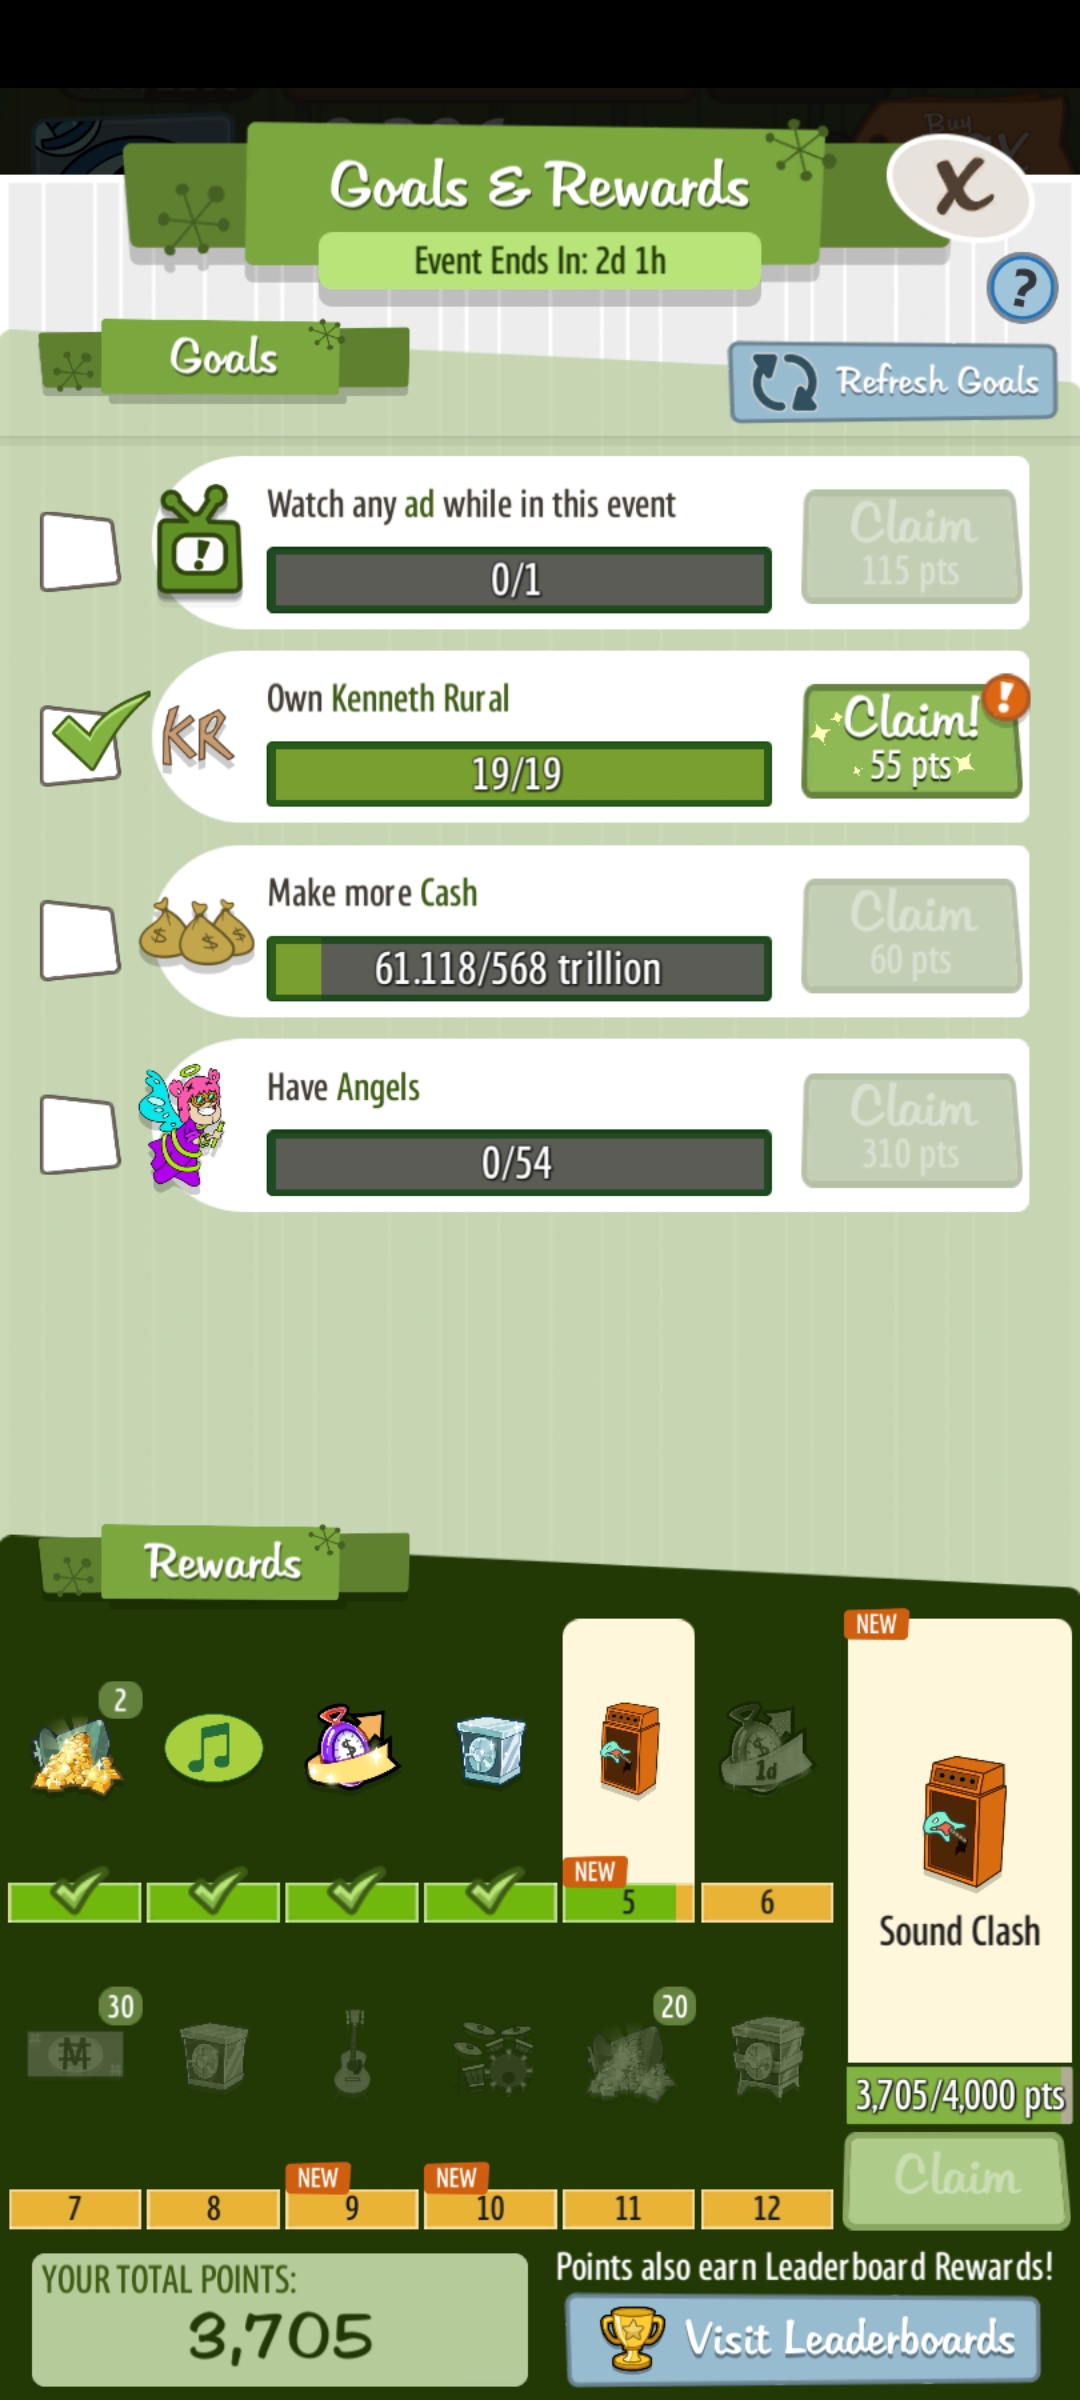 Buy
Goals & Rewards
X
Event Ends In: 2d 1h
?
Goals
Refresh Goals
Watch any ad while in this event
0/1
Claim
115 pts
KR
Own Kenneth Rural
19/19
Claim!
55 pts
!
Make more Cash
61.118/568 trillion
Claim
60 pts
Have Angels
0/54
Claim
310 pts
Rewards
NEW
2
1d
NEW
5
6
Sound Clash
30
20
3,705/4,000 pts
NEW
NEW
7
8
9
10
11
12
Claim
YOUR TOTAL POINTS:
3,705
Points also earn Leaderboard Rewards!
Visit Leaderboards